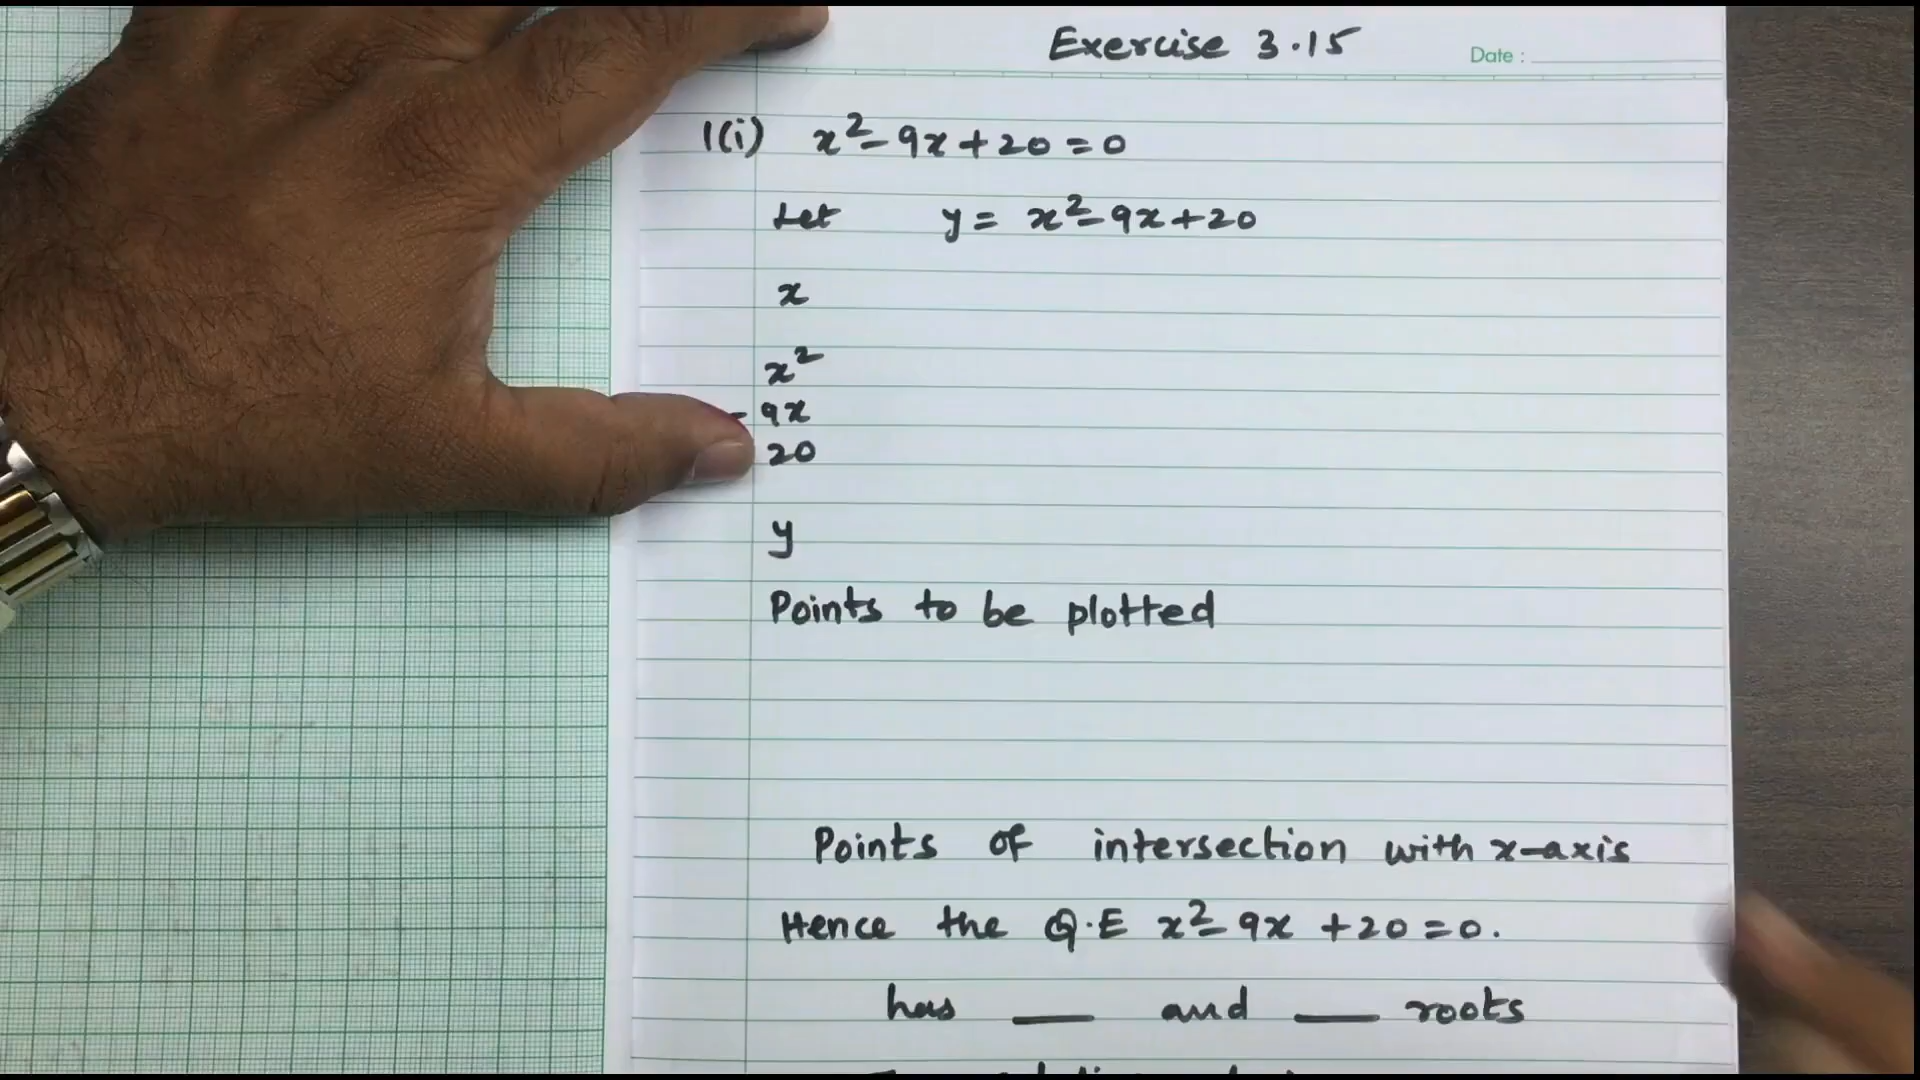 Exercise 3.15
Date :
1(i) x² - 9x + 20 = 0
Let y = x² - 9x + 20
x
x²
- 9x
20
y
Points to be plotted
Points of intersection with x-axis
Hence the Q.E x² - 9x + 20 = 0.
has ___ and ___ roots